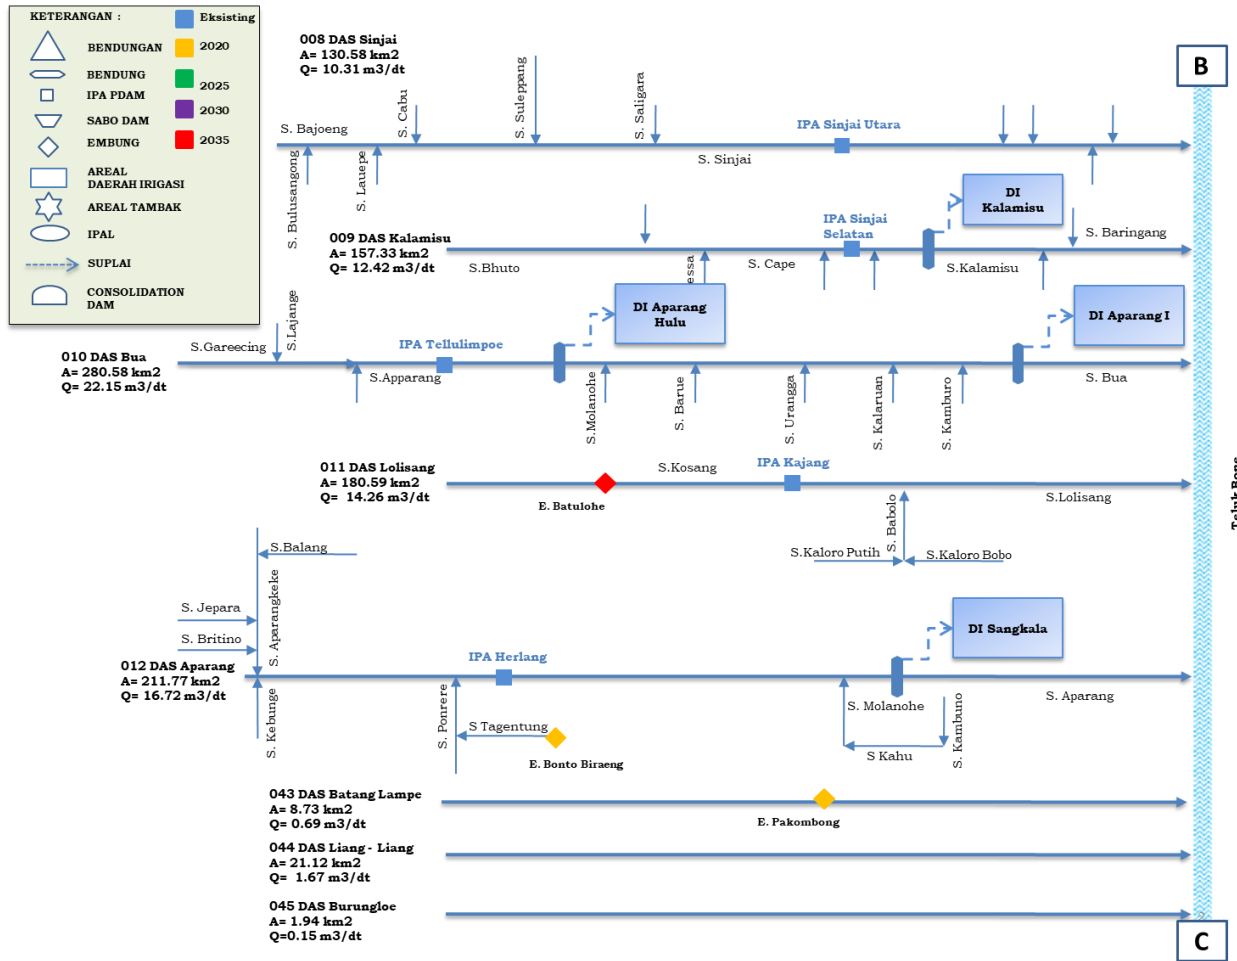 KETERANGAN :
BENDUNGAN
BENDUNG
IPA PDAM
SABO DAM
EMBUNG
AREAL
DAERAH IRIGASI
AREAL TAMBAK
IPAL
SUPLAI
CONSOLIDATION
DAM
Eksisting
2020
2025
2030
2035
008 DAS Sinjai
A= 130.58 km2
Q= 10.31 m3/dt
S. Bajoeng
S. Bulusangong
S. Lauepe
S. Cabu
S. Suleppang
S. Saligara
S. Sinjai
IPA Sinjai Utara
B
009 DAS Kalamisu
A= 157.33 km2
Q= 12.42 m3/dt
S.Bhuto
essa
S. Cape
IPA Sinjai
Selatan
DI
Kalamisu
S.Kalamisu
S. Baringang
010 DAS Bua
A= 280.58 km2
Q= 22.15 m3/dt
S.Gareecing
S.Lajange
S.Apparang
IPA Tellulimpoe
DI Aparang
Hulu
S.Molanohe
S. Barue
S. Urangga
S. Kalaruan
S. Kamburo
DI Aparang I
S. Bua
011 DAS Lolisang
A= 180.59 km2
Q= 14.26 m3/dt
E. Batulohe
S.Kosang
IPA Kajang
S. Babolo
S.Kaloro Putih
S.Kaloro Bobo
S.Lolisang
Teluk Bone
S.Balang
S. Jepara
S. Britino
S. Aparangkeke
012 DAS Aparang
A= 211.77 km2
Q= 16.72 m3/dt
S. Kebunge
S. Ponrere
S Tagentung
E. Bonto Biraeng
IPA Herlang
DI Sangkala
S. Molanohe
S Kahu
S. Kambuno
S. Aparang
043 DAS Batang Lampe
A= 8.73 km2
Q= 0.69 m3/dt
E. Pakombong
044 DAS Liang - Liang
A= 21.12 km2
Q= 1.67 m3/dt
045 DAS Burungloe
A= 1.94 km2
Q=0.15 m3/dt
C